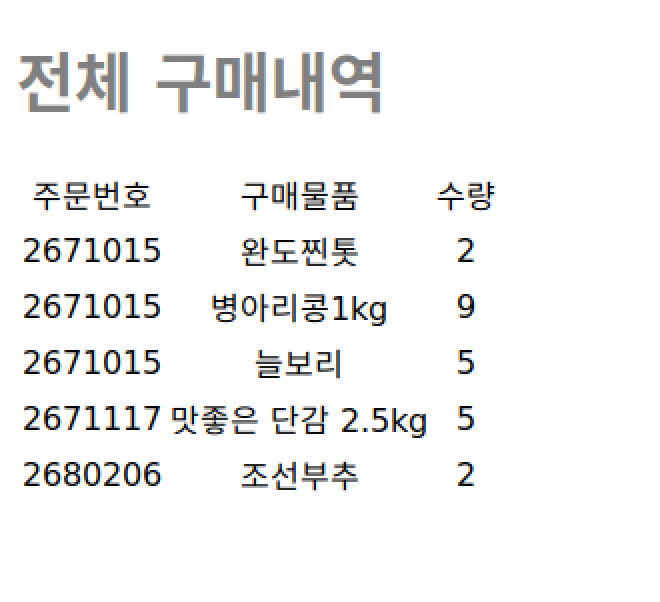 전체 구매내역
주문번호 구매물품 수량
2671015 완도찐톳 2
2671015 병아리콩1kg 9
2671015 늘보리 5
2671117 맛좋은 단감 2.5kg 5
2680206 조선부추 2